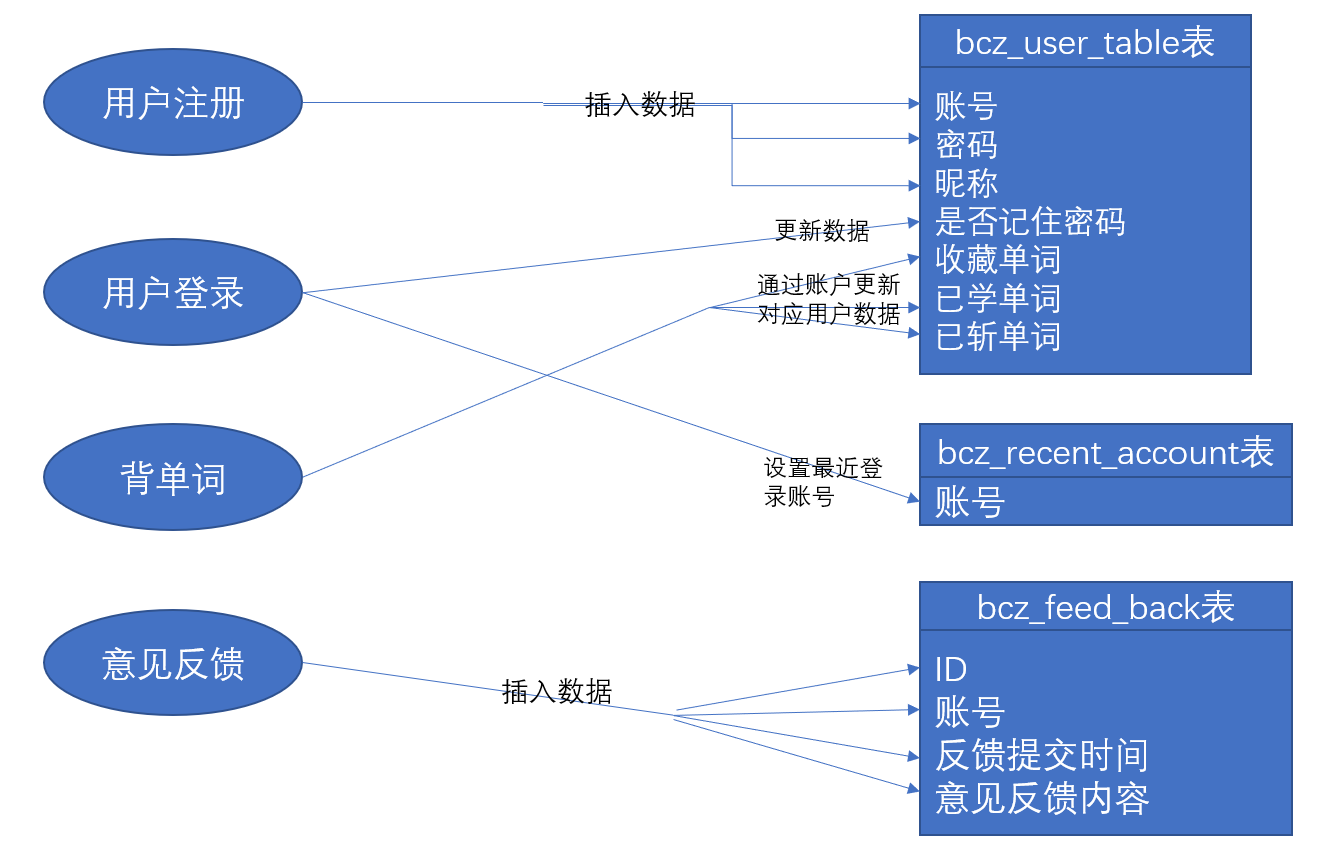 用户注册
插入数据
bcz_user_table表
账号
密码
昵称
是否记住密码
收藏单词
已学单词
已斩单词
用户登录
更新数据
通过账户更新
对应用户数据
背单词
设置最近登
录账号
bcz_recent_account表
账号
意见反馈
插入数据
bcz_feed_back表
ID
账号
反馈提交时间
意见反馈内容